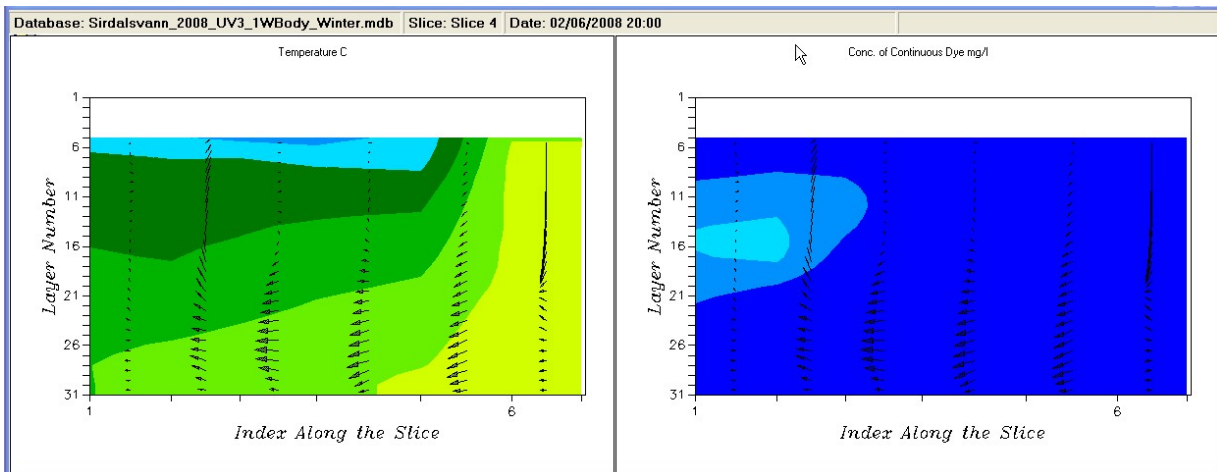 Database: Sirdalsvann_2008_UV3_1WBody_Winter.mdb Slice: Slice 4 Date: 02/06/2008 20:00
Temperature C
1
6
11
16
21
26
31
Layer Number
1 6
Index Along the Slice
Conc. of Continuous Dye mg/l
1
6
11
16
21
26
31
Layer Number
1 6
Index Along the Slice